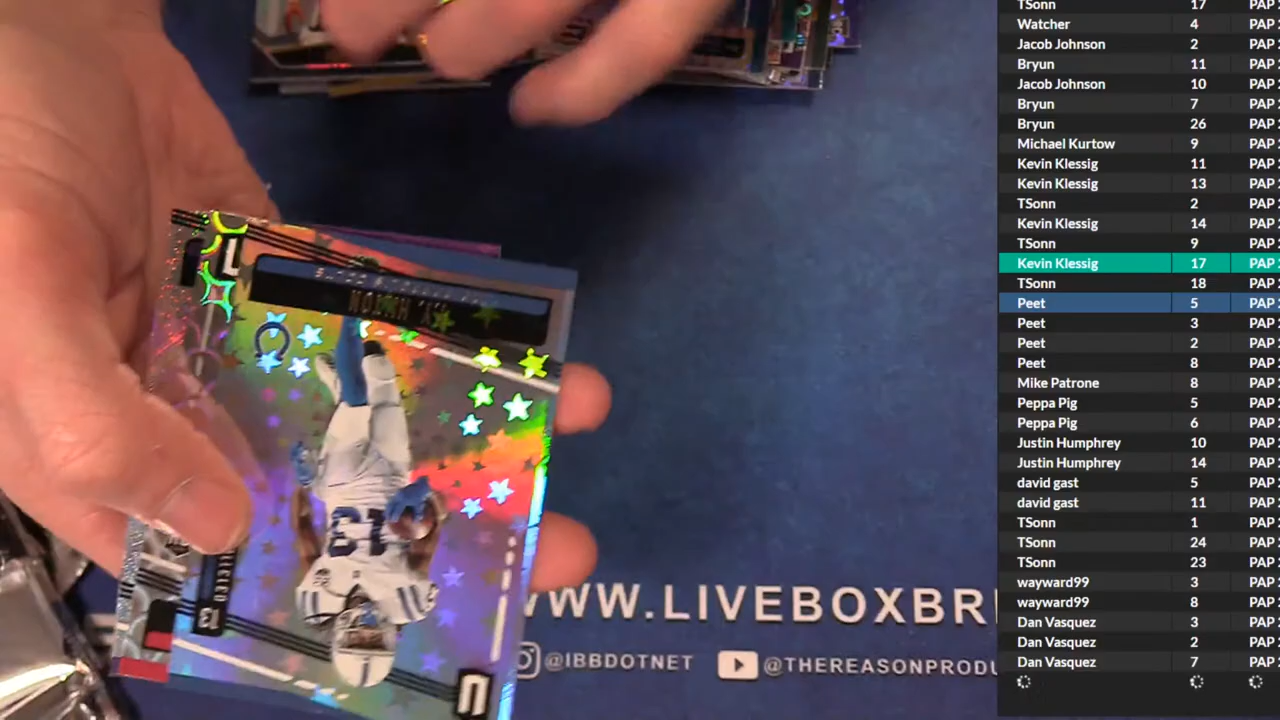 TSonn 17 PAP
Watcher 4 PAP
Jacob Johnson 2 PAP
Bryun 11 PAP
Jacob Johnson 10 PAP
Bryun 7 PAP
Bryun 26 PAP
Michael Kurtow 9 PAP
Kevin Klessig 11 PAP
Kevin Klessig 13 PAP
TSonn 2 PAP
Kevin Klessig 14 PAP
TSonn 9 PAP
Kevin Klessig 17 PAP
TSonn 18 PAP
Peet 5 PAP
Peet 3 PAP
Peet 2 PAP
Peet 8 PAP
Mike Patrone 8 PAP
Peppa Pig 5 PAP
Peppa Pig 6 PAP
Justin Humphrey 10 PAP
Justin Humphrey 14 PAP
david gast 5 PAP
david gast 11 PAP
TSonn 1 PAP
TSonn 24 PAP
TSonn 23 PAP
wayward99 3 PAP
wayward99 8 PAP
Dan Vasquez 3 PAP
Dan Vasquez 2 PAP
Dan Vasquez 7 PAP
T.Y. HILTON
13
U
WWW.LIVEBOXBR
@IBBDOTNET @THEREASONPRODU